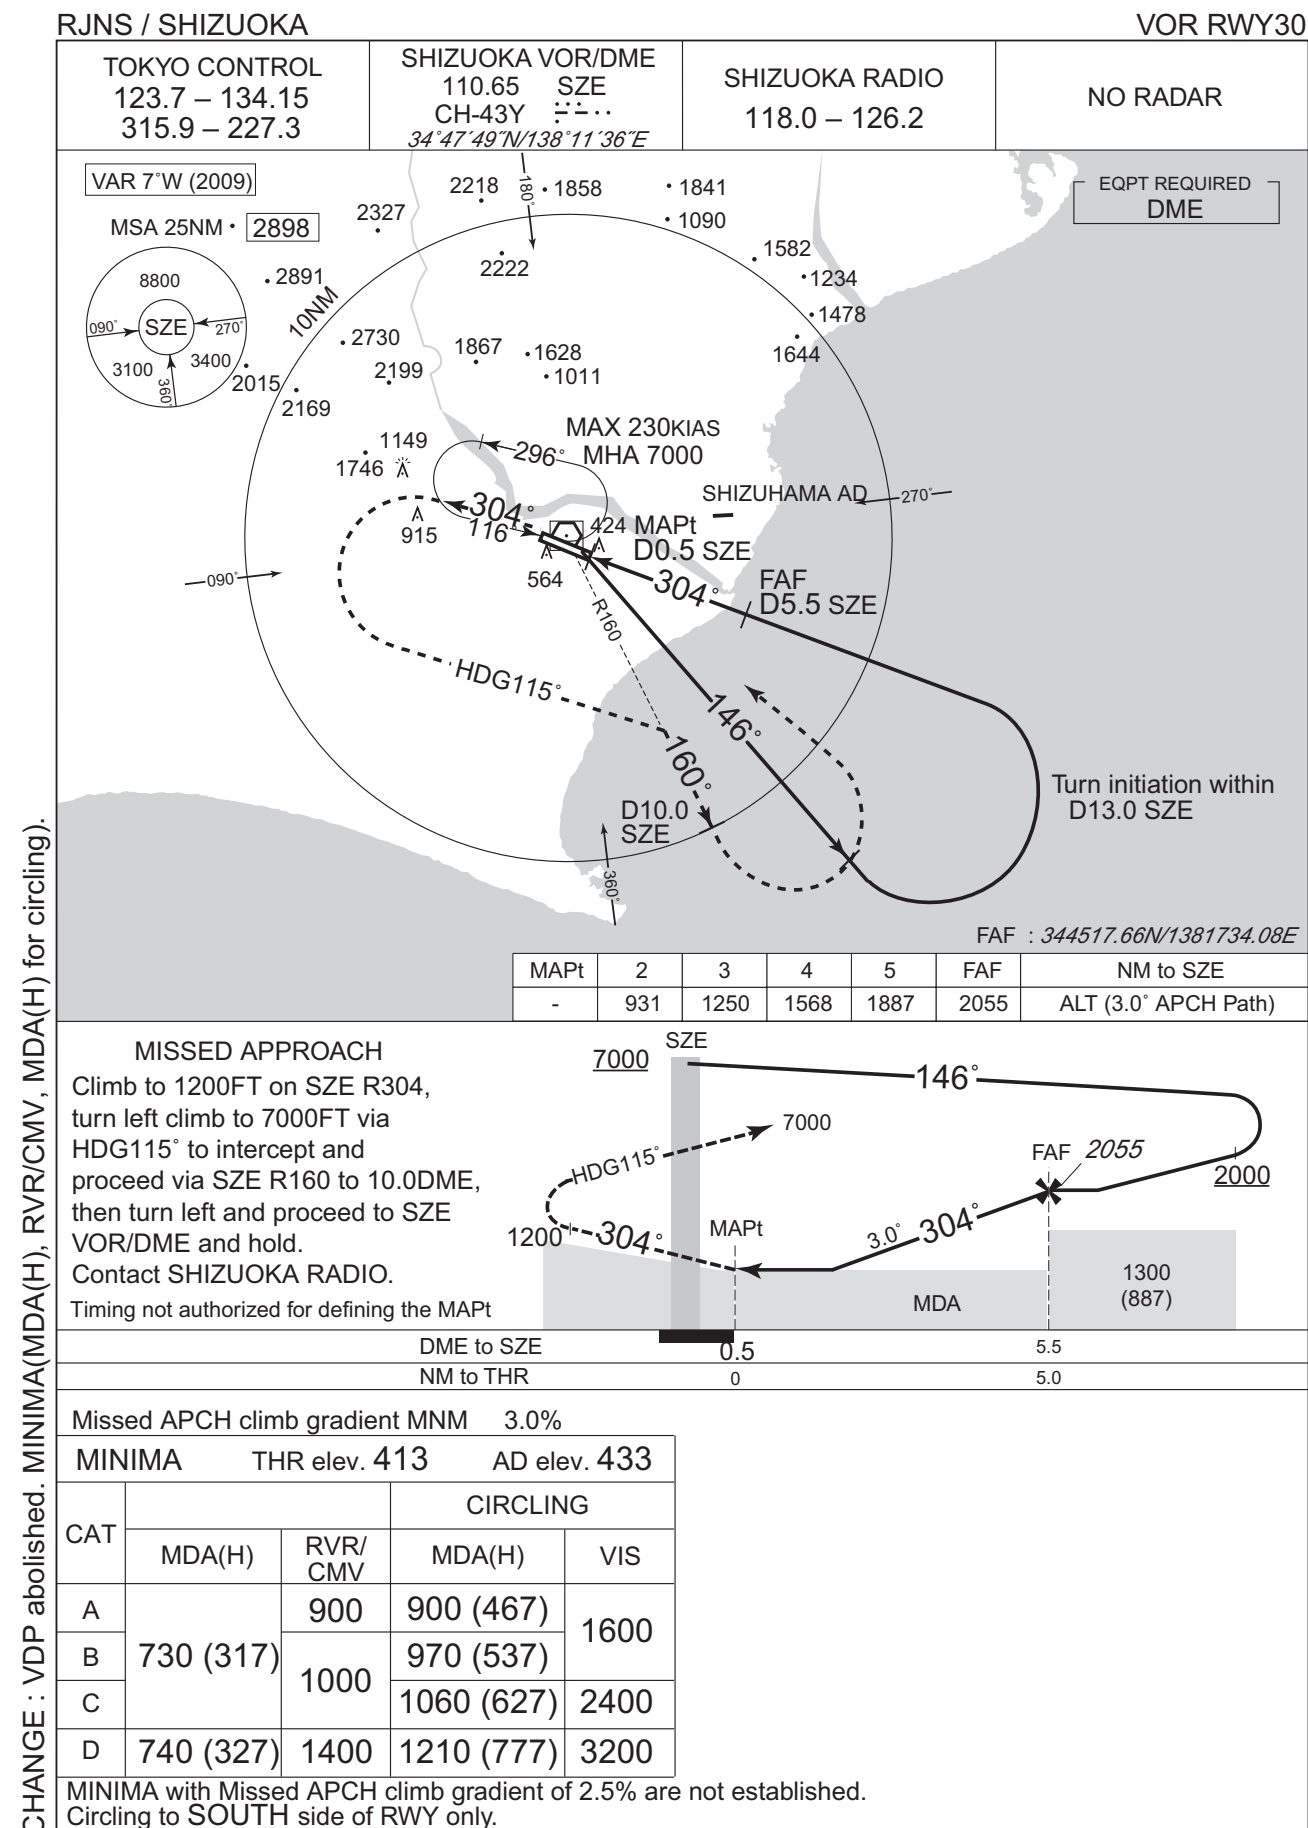 RJNS / SHIZUOKA
VOR RWY30
TOKYO CONTROL
123.7 – 134.15
315.9 – 227.3
SHIZUOKA VOR/DME
110.65 SZE
CH-43Y
34°47´49˝N/138°11´36˝E
SHIZUOKA RADIO
118.0 – 126.2
NO RADAR
VAR 7°W (2009)
MSA 25NM
2898
8800
090°
SZE
270°
3100
3400
360°
EQPT REQUIRED
DME
2218
180°
1858
1841
2327
1090
2222
1582
2891
1234
10NM
1478
2730
1867
1628
1644
2199
1011
2015
2169
MAX 230KIAS
1149
296°
MHA 7000
1746
SHIZUHAMA AD
270°
304°
915
116°
424
MAPt
D0.5 SZE
564
090°
304°
FAF
D5.5 SZE
R160
HDG115°
146°
160°
D10.0
SZE
Turn initiation within
D13.0 SZE
360°
FAF : 344517.66N/1381734.08E
MAPt 2 3 4 5 FAF NM to SZE
- 931 1250 1568 1887 2055 ALT (3.0° APCH Path)
MISSED APPROACH
Climb to 1200FT on SZE R304,
turn left climb to 7000FT via
HDG115° to intercept and
proceed via SZE R160 to 10.0DME,
then turn left and proceed to SZE
VOR/DME and hold.
Contact SHIZUOKA RADIO.
Timing not authorized for defining the MAPt
SZE
7000
146°
7000
HDG115°
FAF 2055
2000
1200
304°
MAPt
3.0° 304°
1300
(887)
MDA
DME to SZE 0.5 5.5
NM to THR 0 5.0
Missed APCH climb gradient MNM 3.0%
MINIMA THR elev. 413 AD elev. 433
CAT
CIRCLING
MDA(H)
RVR/
CMV
MDA(H)
VIS
A 900 900 (467)
1600
B 730 (317) 970 (537)
1000
C 1060 (627) 2400
D 740 (327) 1400 1210 (777) 3200
MINIMA with Missed APCH climb gradient of 2.5% are not established.
Circling to SOUTH side of RWY only.
CHANGE : VDP abolished. MINIMA(MDA(H), RVR/CMV, MDA(H) for circling).